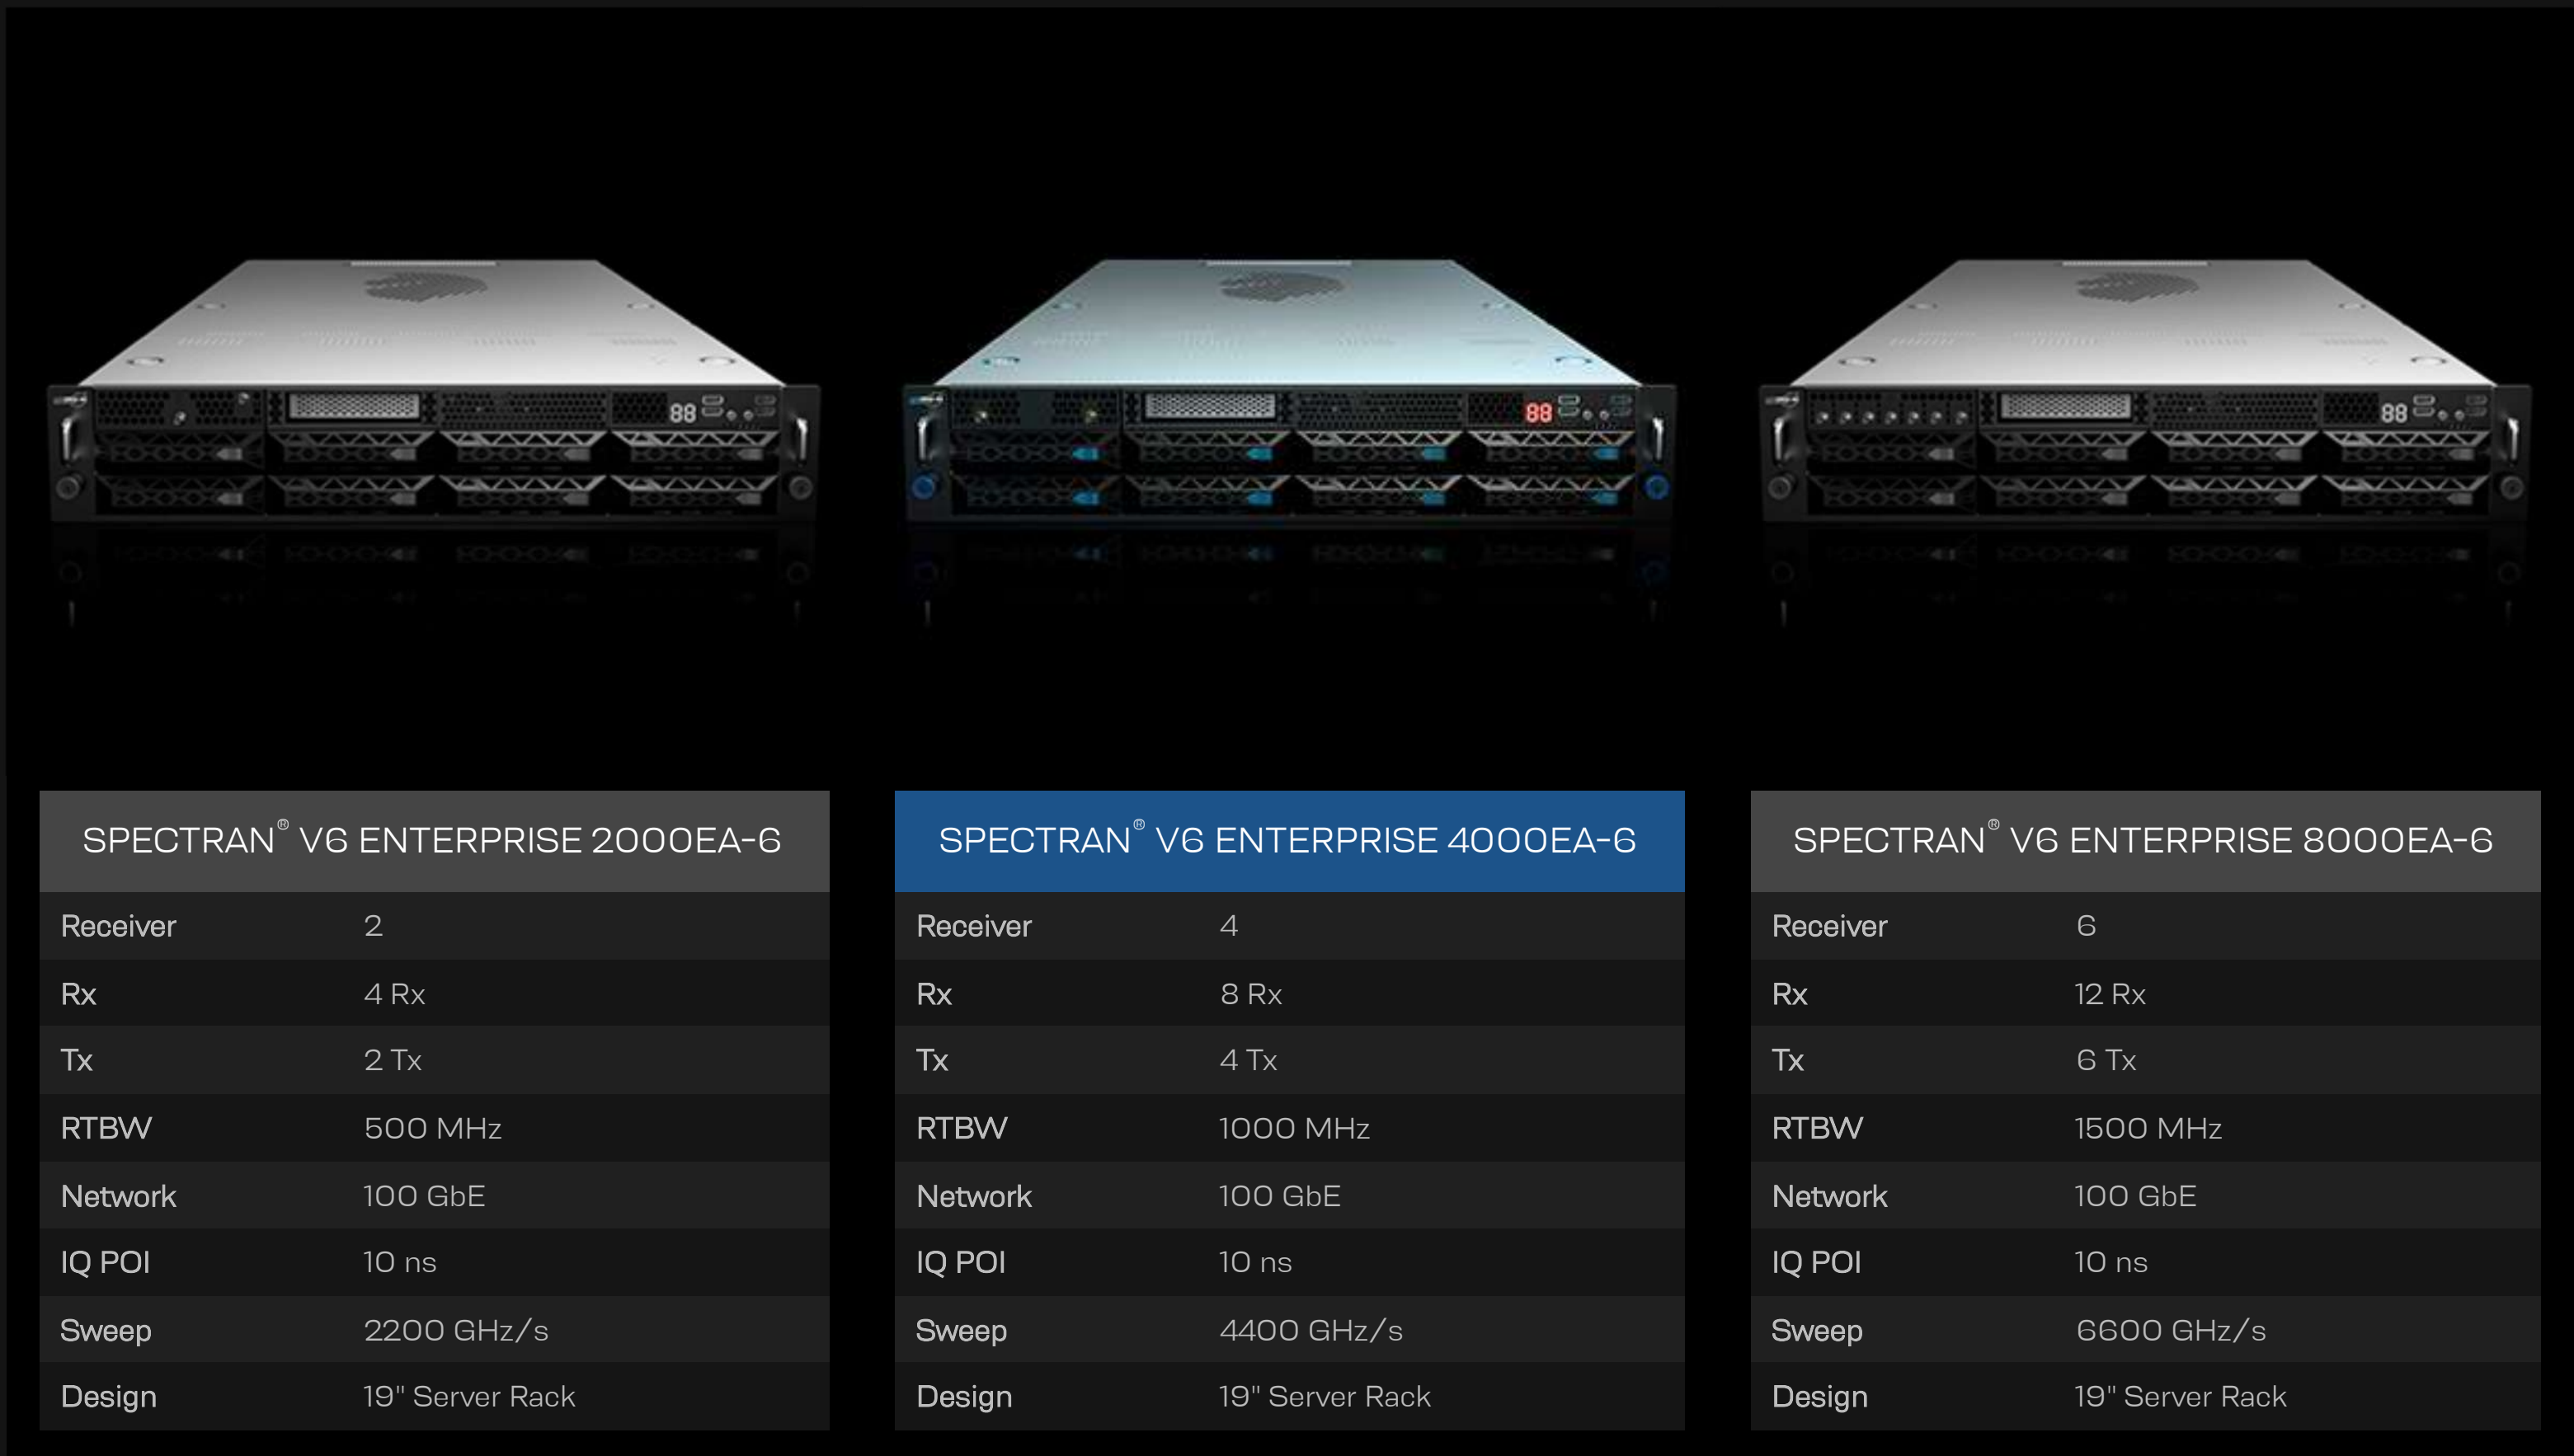 88
88
88
SPECTRAN® V6 ENTERPRISE 2000EA-6
Receiver 2
Rx 4 Rx
Tx 2 Tx
RTBW 500 MHz
Network 100 GbE
IQ POI 10 ns
Sweep 2200 GHz/s
Design 19" Server Rack
SPECTRAN® V6 ENTERPRISE 4000EA-6
Receiver 4
Rx 8 Rx
Tx 4 Tx
RTBW 1000 MHz
Network 100 GbE
IQ POI 10 ns
Sweep 4400 GHz/s
Design 19" Server Rack
SPECTRAN® V6 ENTERPRISE 8000EA-6
Receiver 6
Rx 12 Rx
Tx 6 Tx
RTBW 1500 MHz
Network 100 GbE
IQ POI 10 ns
Sweep 6600 GHz/s
Design 19" Server Rack